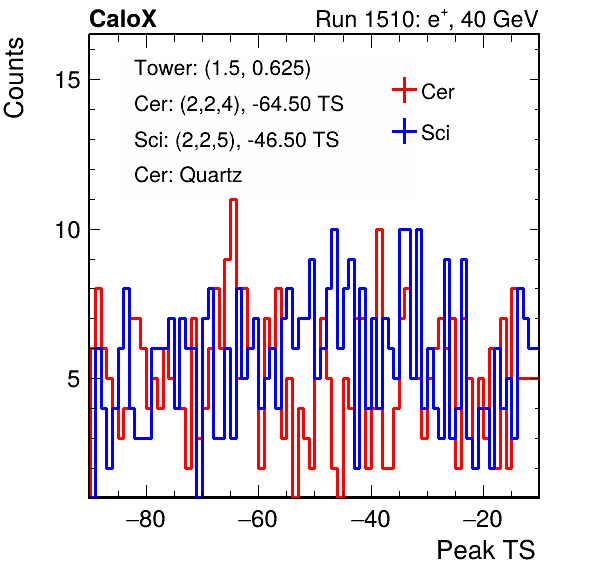 CaloX Run 1510: e+, 40 GeV
Counts
15
10
5
Tower: (1.5, 0.625)
Cer: (2,2,4), -64.50 TS
Sci: (2,2,5), -46.50 TS
Cer: Quartz
Cer
Sci
−80 −60 −40 −20
Peak TS